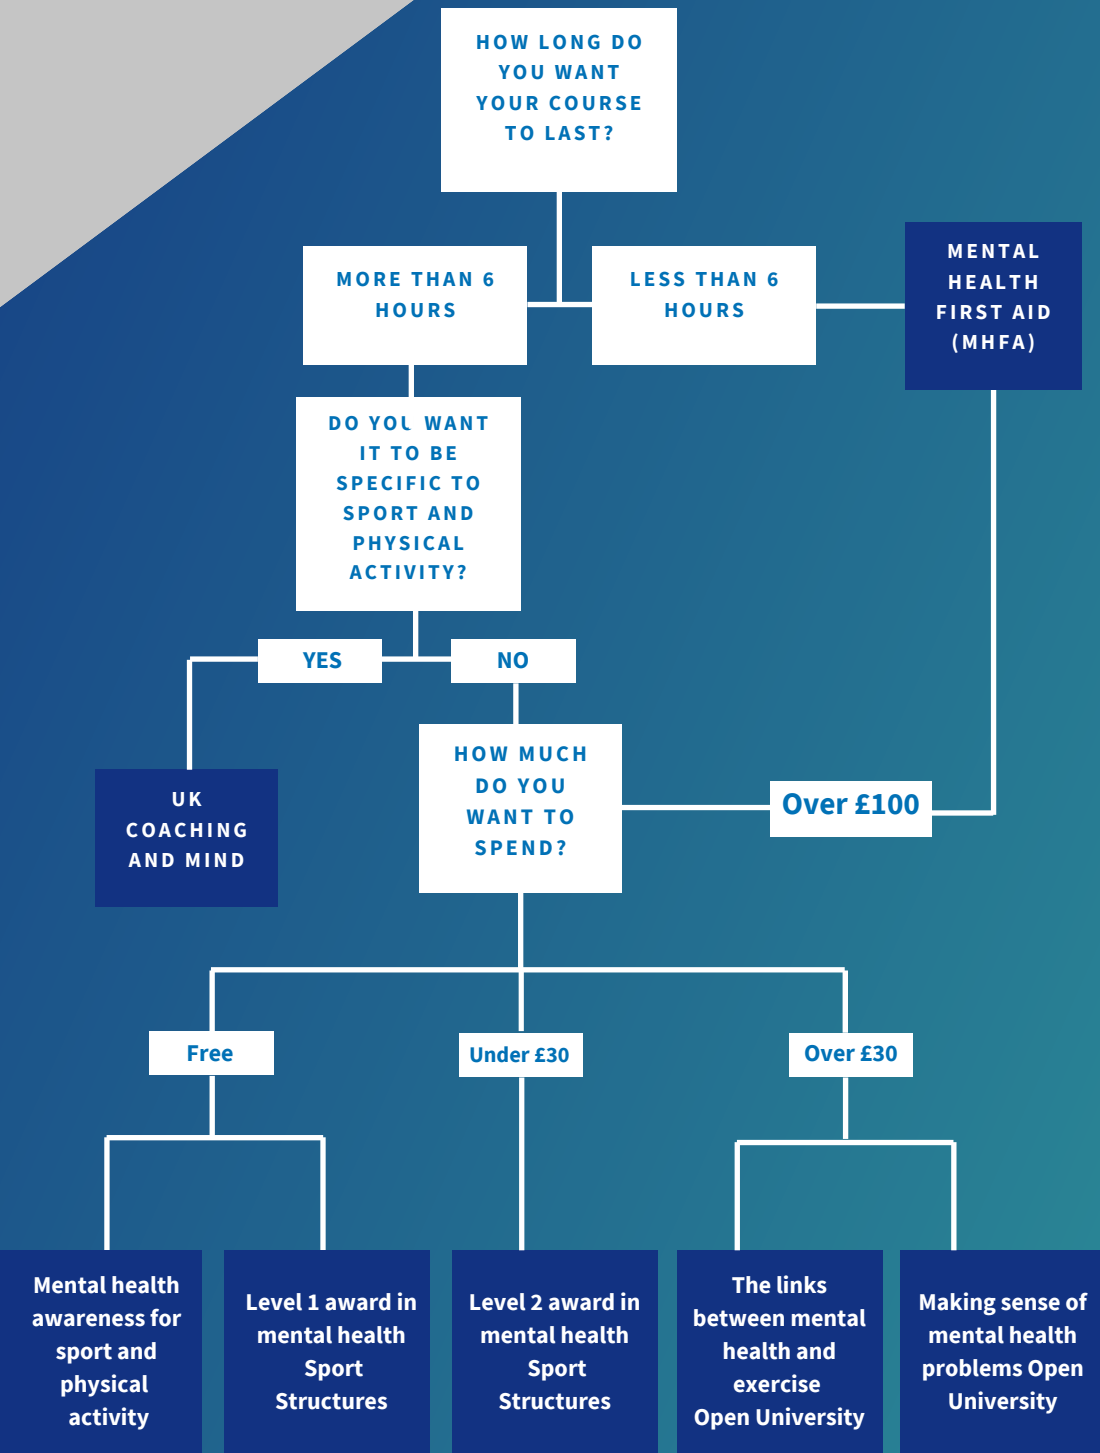 HOW LONG DO
YOU WANT
YOUR COURSE
TO LAST?
MORE THAN 6
HOURS
LESS THAN 6
HOURS
MENTAL
HEALTH
FIRST AID
(MHFA)
DO YOU WANT
IT TO BE
SPECIFIC TO
SPORT AND
PHYSICAL
ACTIVITY?
YES
NO
UK
COACHING
AND MIND
HOW MUCH
DO YOU
WANT TO
SPEND?
Over £100
Free
Under £30
Over £30
Mental health
awareness for
sport and
physical
activity
Level 1 award in
mental health
Sport
Structures
Level 2 award in
mental health
Sport
Structures
The links
between mental
health and
exercise
Open University
Making sense of
mental health
problems Open
University